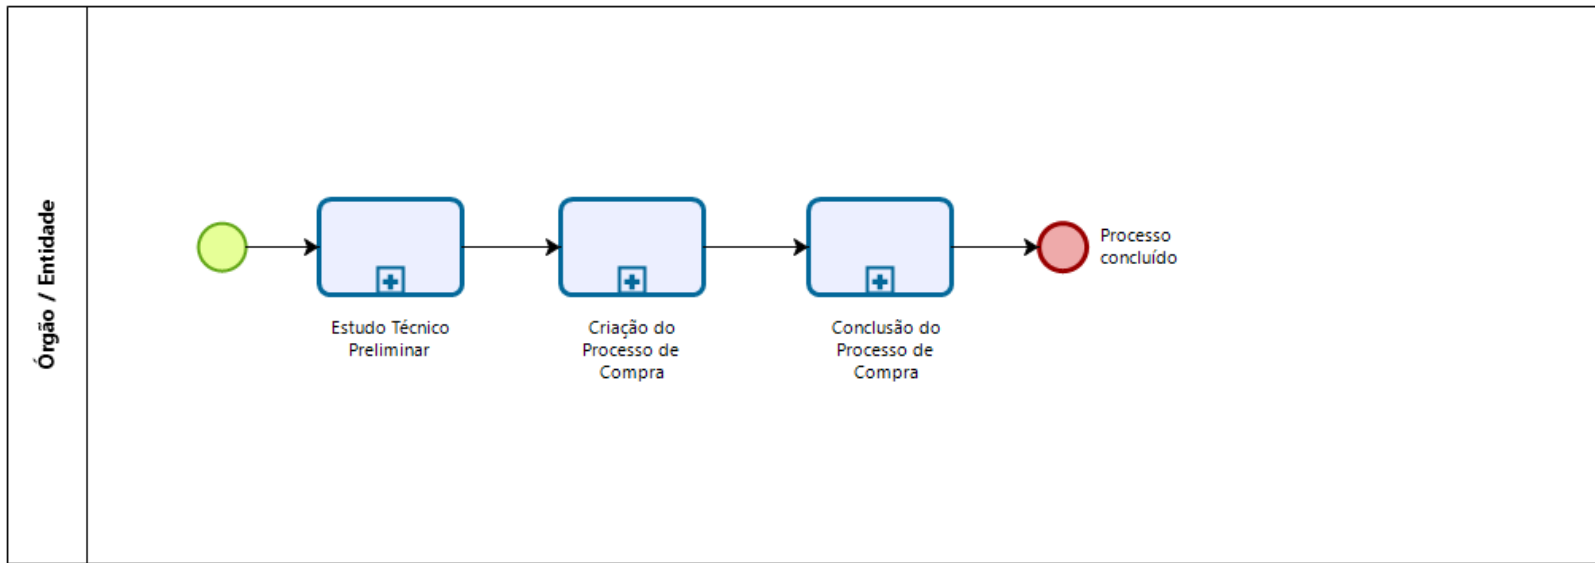 Órgão / Entidade
Estudo Técnico
Preliminar
Criação do
Processo de
Compra
Conclusão do
Processo de
Compra
Processo
concluído